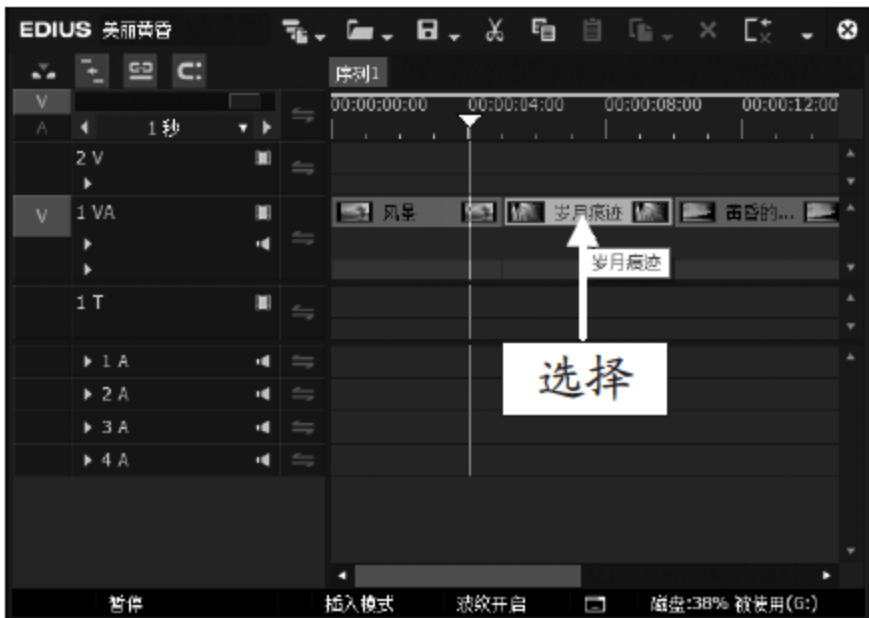 EDIUS 美丽黄昏
序列1
V
A
1秒
00:00:00:00 00:00:04:00 00:00:08:00 00:00:12:00
2 V
V
1 VA
风景 岁月痕迹 黄昏的...
岁月痕迹
1 T
选择
1 A
2 A
3 A
4 A
暂停 插入模式 波纹开启 磁盘:38% 被使用(G:)